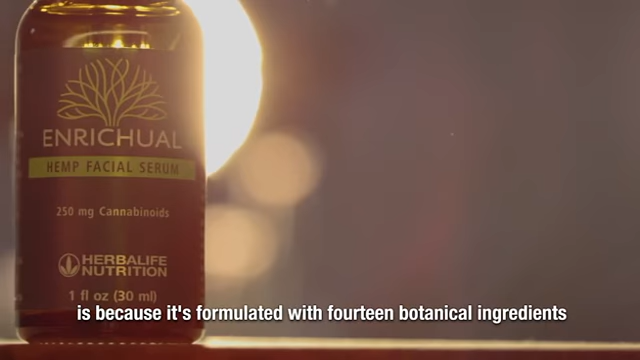 ENRICHUAL
HEMP FACIAL SERUM
250 mg Cannabinoids
HERBALIFE
NUTRITION
1 fl oz (30 ml)
is because it's formulated with fourteen botanical ingredients